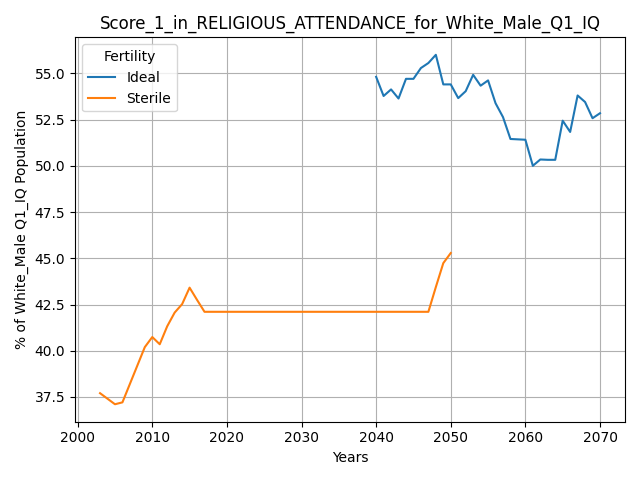 Score_1_in_RELIGIOUS_ATTENDANCE_for_White_Male_Q1_IQ
Fertility
Ideal
Sterile
% of White_Male Q1_IQ Population
55.0
52.5
50.0
47.5
45.0
42.5
40.0
37.5
2000 2010 2020 2030 2040 2050 2060 2070
Years